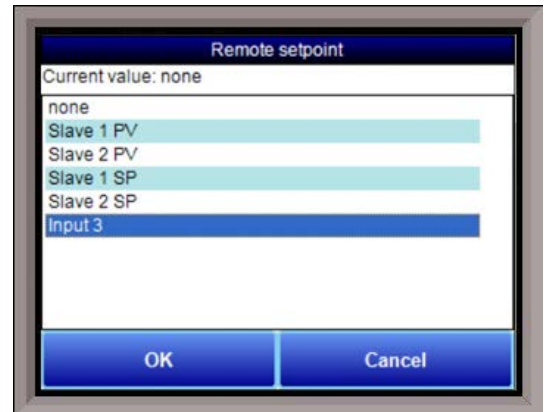 Remote setpoint
Current value: none
none
Slave 1 PV
Slave 2 PV
Slave 1 SP
Slave 2 SP
Input 3
OK
Cancel